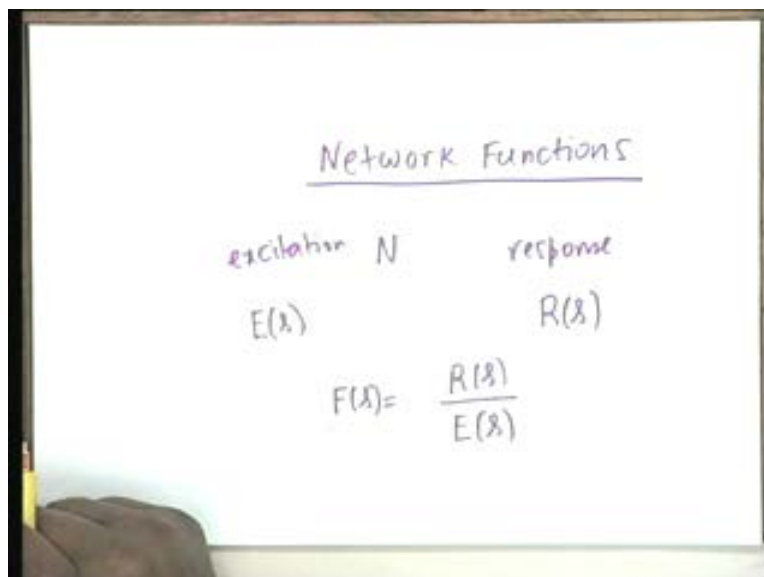 Network Functions
excitation N response
E(s) R(s)
F(s)= R(s)
E(s)